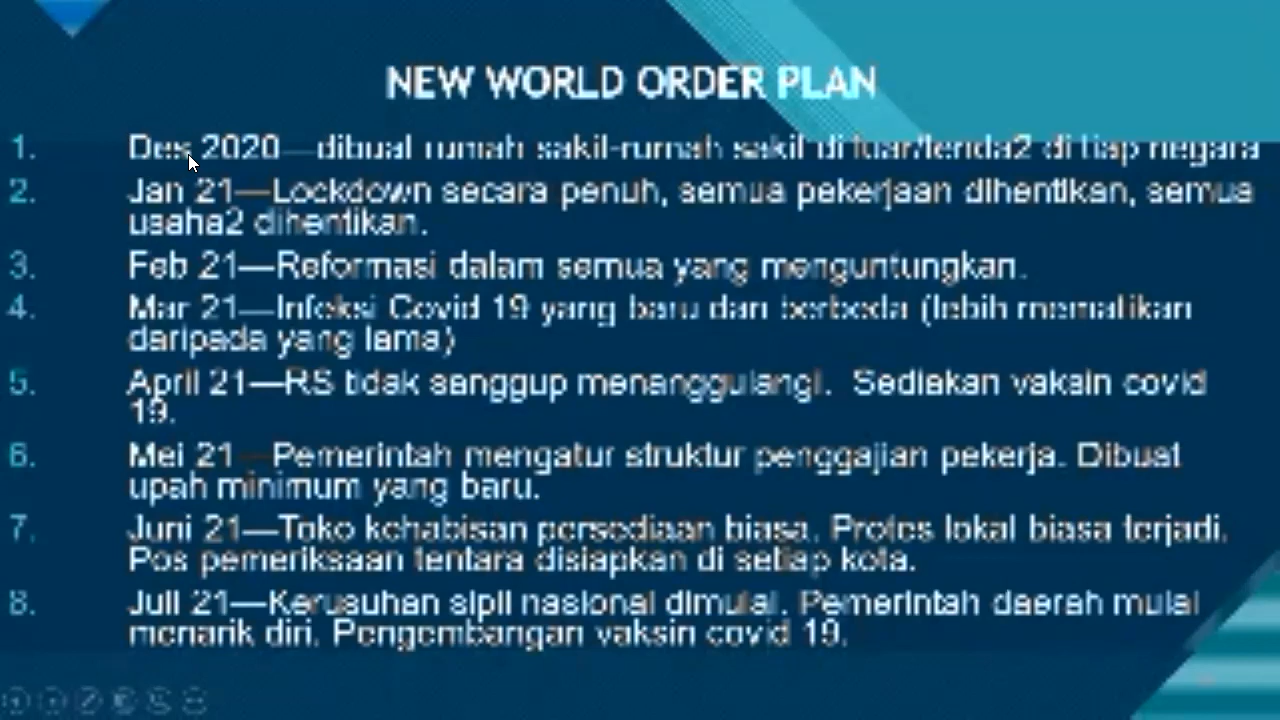 NEW WORLD ORDER PLAN
1. Des 2020—dibuat rumah sakit-rumah sakit di luar/tenda2 di tiap negara
2. Jan 21—Lockdown secara penuh, semua pekerjaan dihentikan, semua
usaha2 dihentikan.
3. Feb 21—Reformasi dalam semua yang menguntungkan.
4. Mar 21—Infeksi Covid 19 yang baru dan berbeda (lebih mematikan
daripada yang lama)
5. April 21—RS tidak sanggup menanggulangi. Sediakan vaksin covid
19.
6. Mei 21—Pemerintah mengatur struktur penggajian pekerja. Dibuat
upah minimum yang baru.
7. Juni 21—Toko kehabisan persediaan biasa. Protes lokal biasa terjadi.
Pos pemeriksaan tentara disiapkan di setiap kota.
8. Juli 21—Kerusuhan sipil nasional dimulai. Pemerintah daerah mulai
menarik diri. Pengembangan vaksin covid 19.